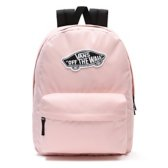 VANS
"OFF THE WALL"